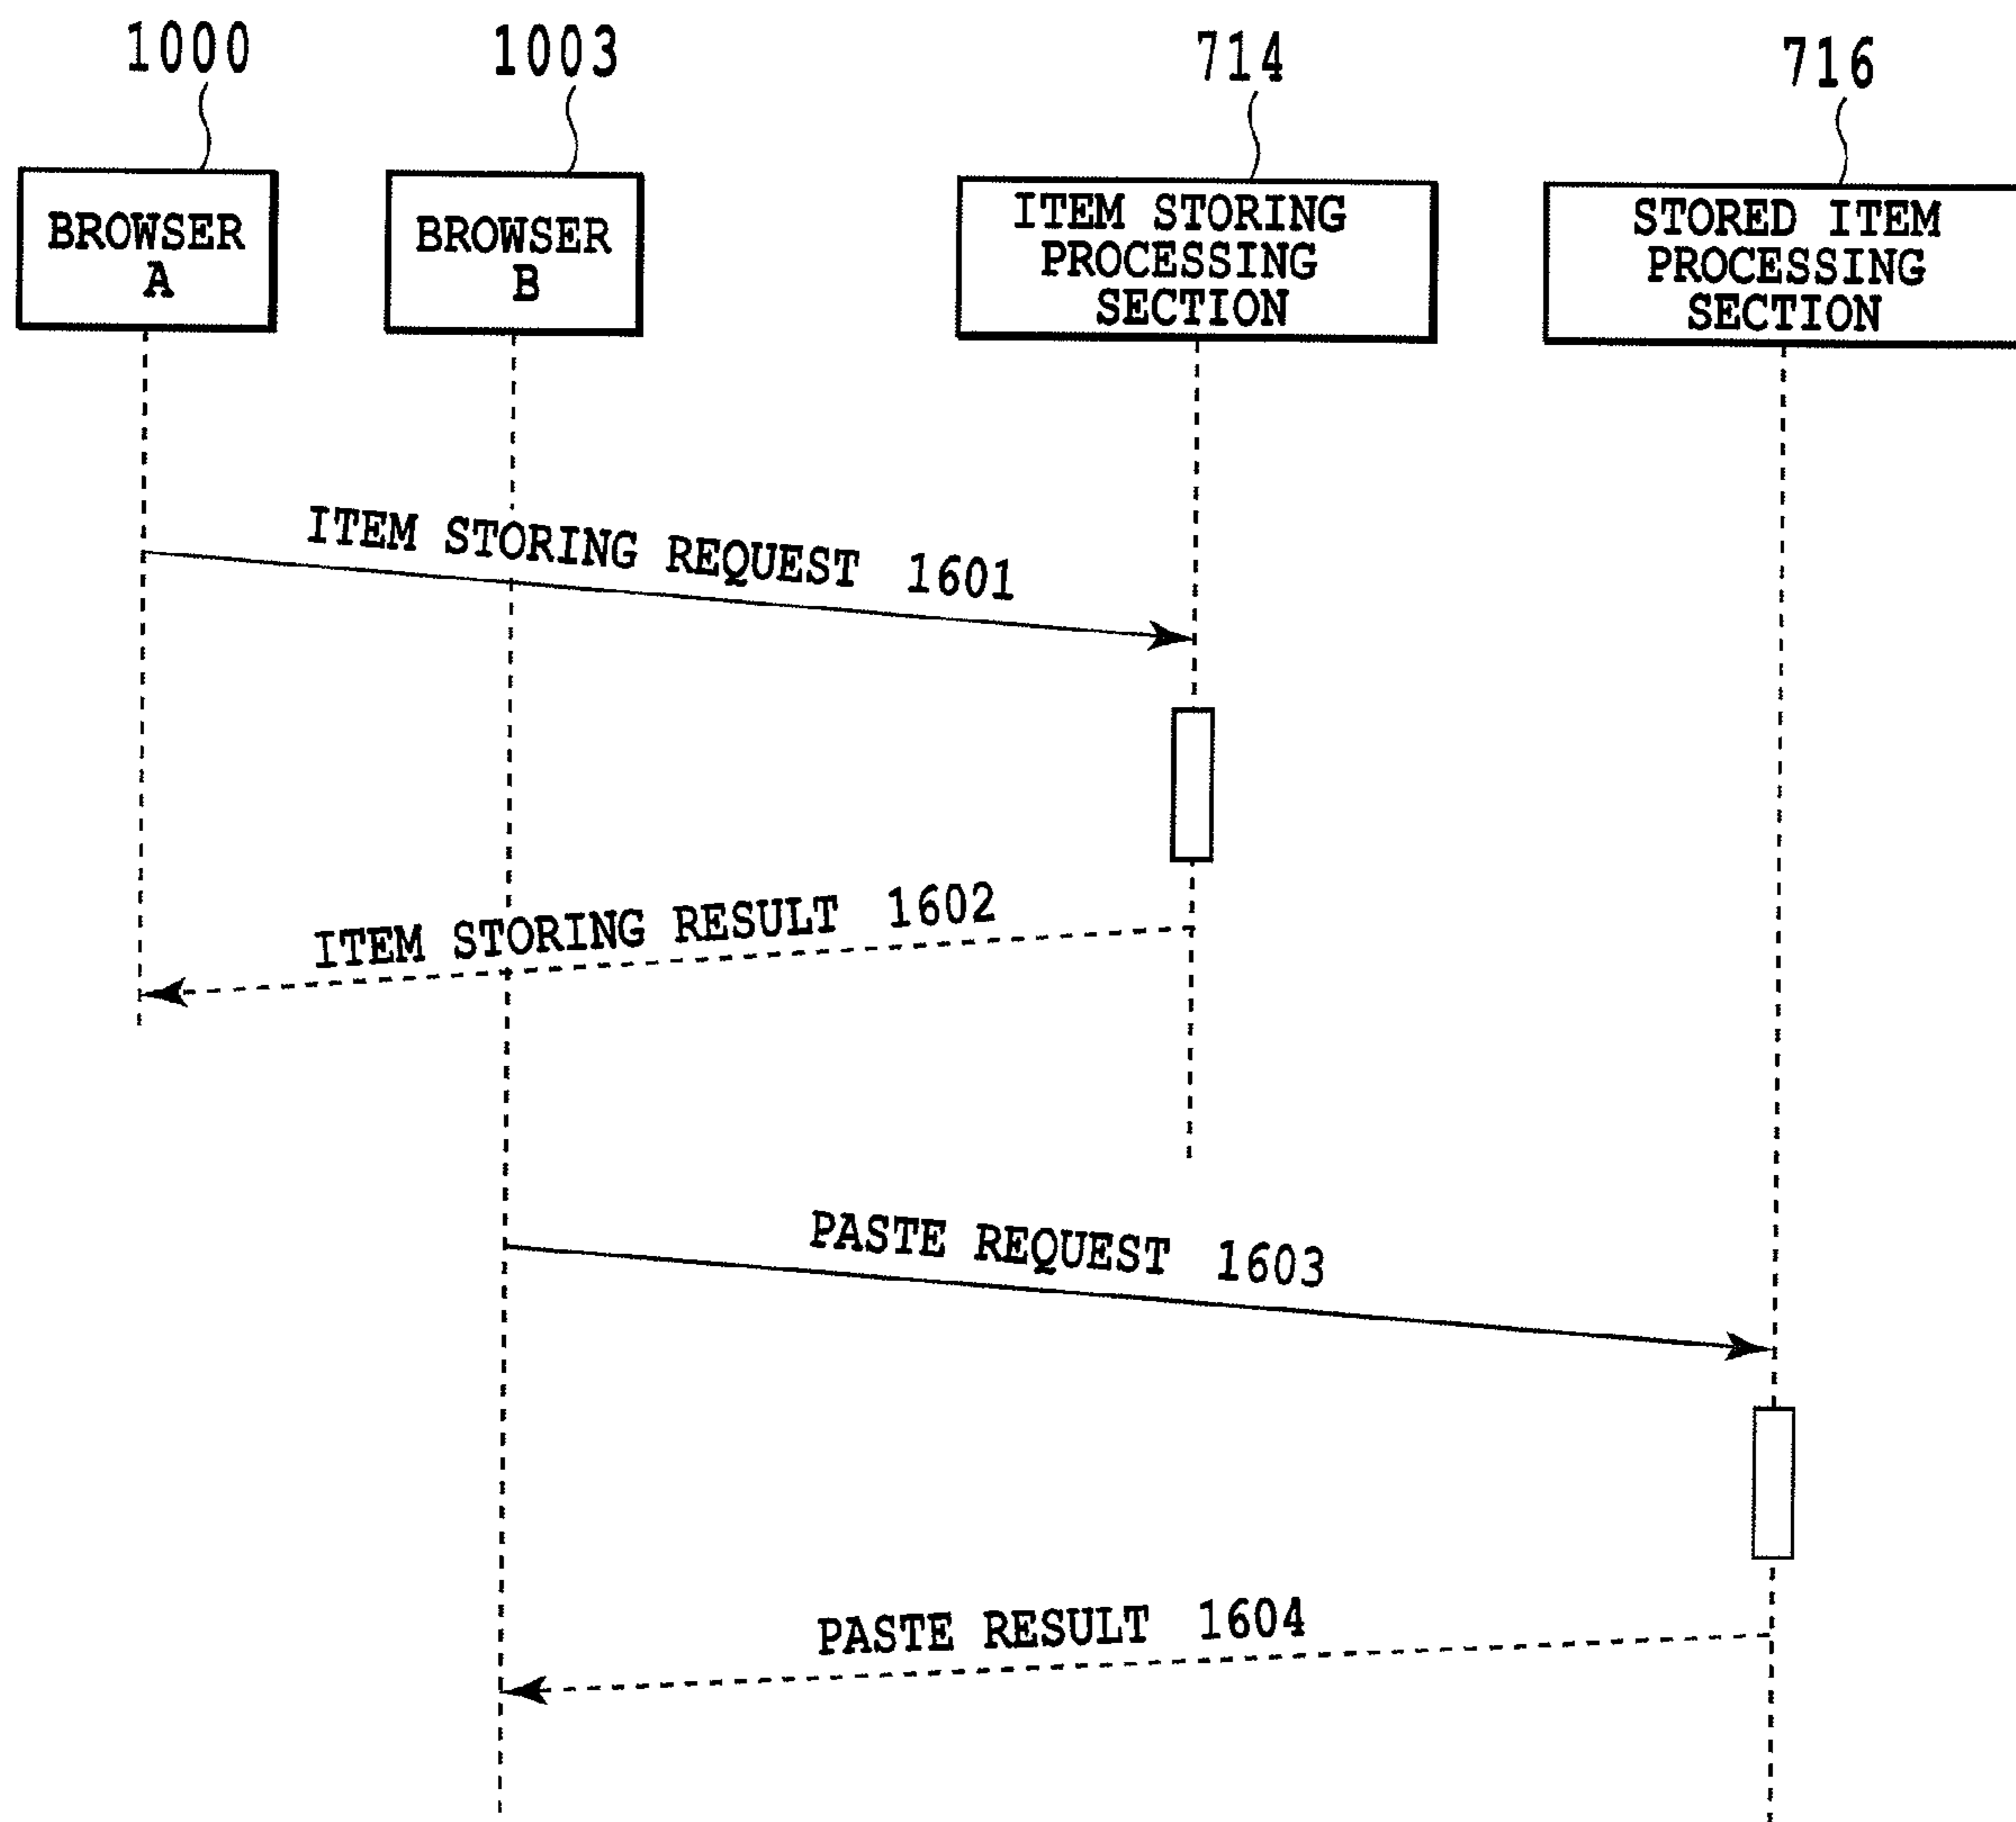 1000
1003
714
716
BROWSER
A
BROWSER
B
ITEM STORING
PROCESSING
SECTION
STORED ITEM
PROCESSING
SECTION
ITEM STORING REQUEST 1601
ITEM STORING RESULT 1602
PASTE REQUEST 1603
PASTE RESULT 1604